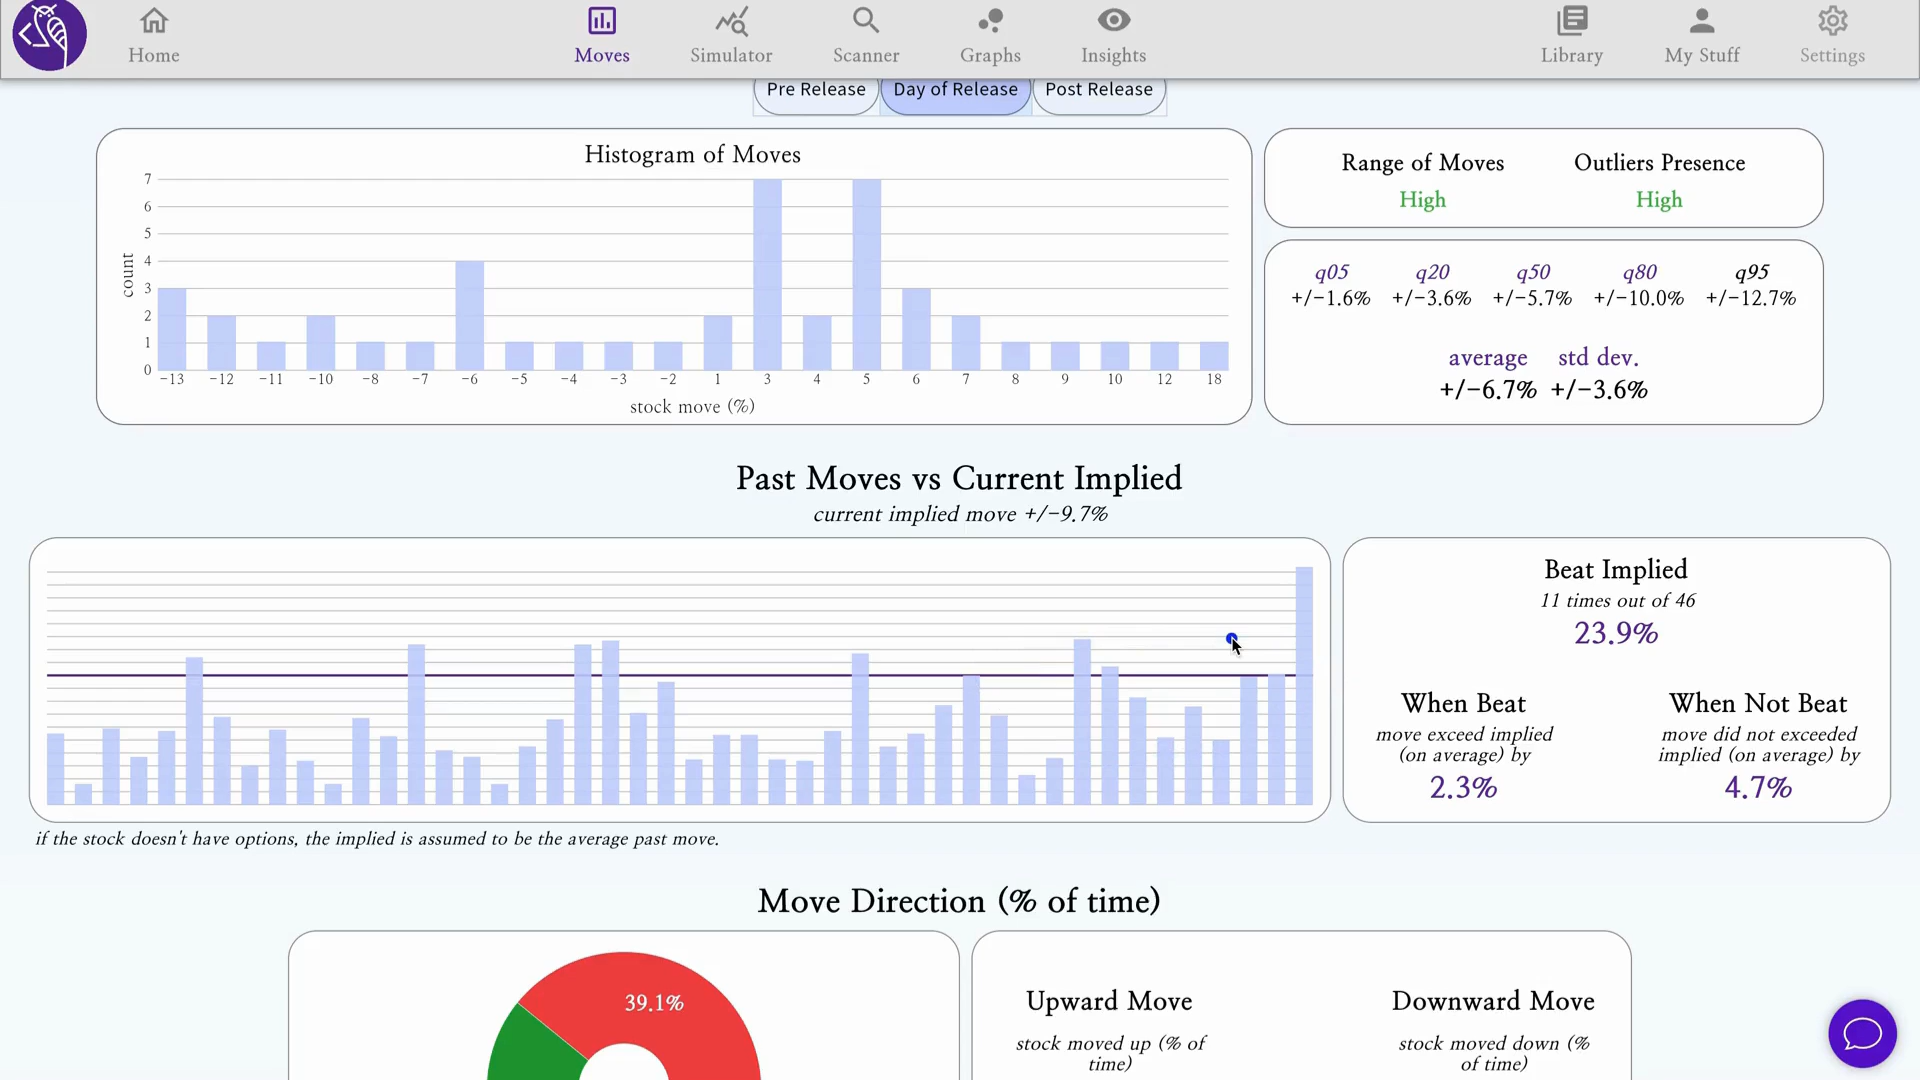 Home
Moves
Simulator
Scanner
Graphs
Insights
Library
My Stuff
Settings
Pre Release
Day of Release
Post Release
Histogram of Moves
7
6
5
4
3
2
1
0
count
−13 −12 −11 −10 −8 −7 −6 −5 −4 −3 −2 1 3 4 5 6 7 8 9 10 12 18
stock move (%)
Range of Moves
High
Outliers Presence
High
q05 q20 q50 q80 q95
+/−1.6% +/−3.6% +/−5.7% +/−10.0% +/−12.7%
average std dev.
+/−6.7% +/−3.6%
Past Moves vs Current Implied
current implied move +/−9.7%
Beat Implied
11 times out of 46
23.9%
When Beat
move exceed implied
(on average) by
2.3%
When Not Beat
move did not exceeded
implied (on average) by
4.7%
if the stock doesn't have options, the implied is assumed to be the average past move.
Move Direction (% of time)
39.1%
Upward Move
stock moved up (% of
time)
Downward Move
stock moved down (%
of time)